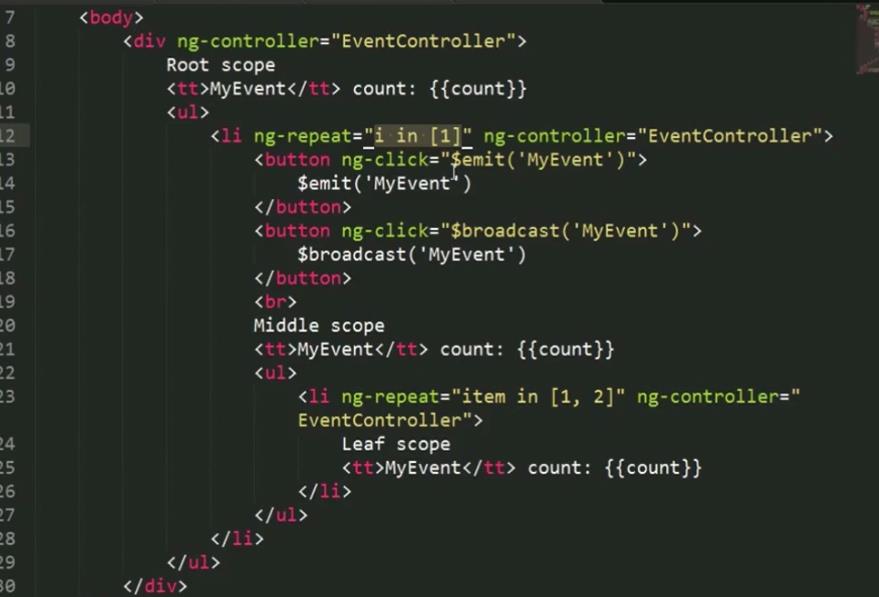 7 <body>
8 <div ng-controller="EventController">
9 Root scope
10 <tt>MyEvent</tt> count: {{count}}
11 <ul>
12 <li ng-repeat="i in [1]" ng-controller="EventController">
13 <button ng-click="$emit('MyEvent')">
14 $emit('MyEvent')
15 </button>
16 <button ng-click="$broadcast('MyEvent')">
17 $broadcast('MyEvent')
18 </button>
19 <br>
20 Middle scope
21 <tt>MyEvent</tt> count: {{count}}
22 <ul>
23 <li ng-repeat="item in [1, 2]" ng-controller="
EventController">
24 Leaf scope
25 <tt>MyEvent</tt> count: {{count}}
26 </li>
27 </ul>
28 </li>
29 </ul>
30 </div>